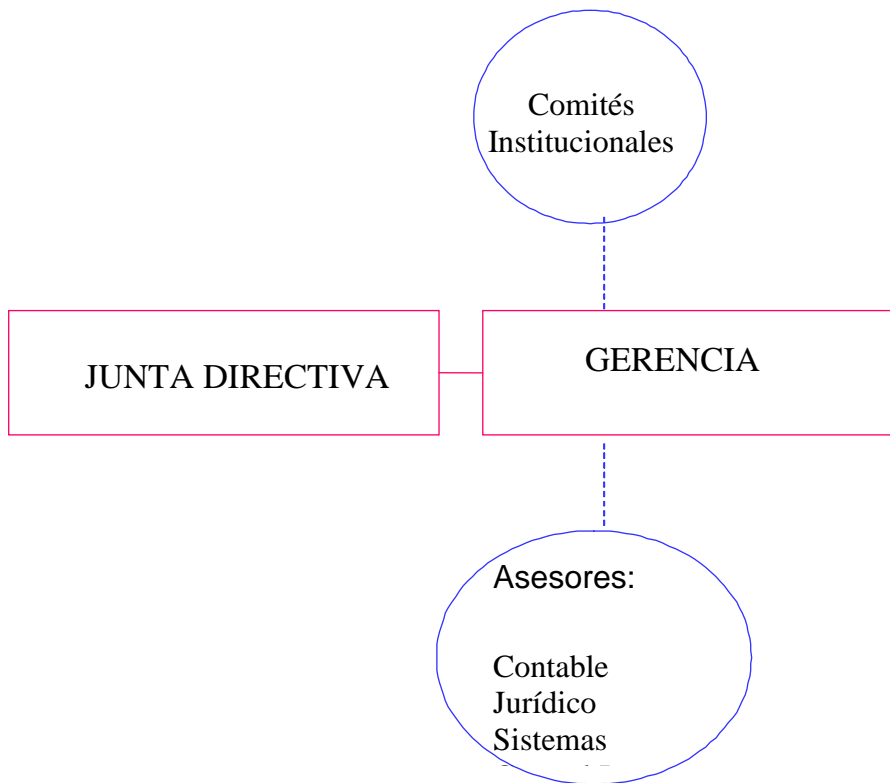 Comités
Institucionales
JUNTA DIRECTIVA
GERENCIA
Asesores:
Contable
Jurídico
Sistemas